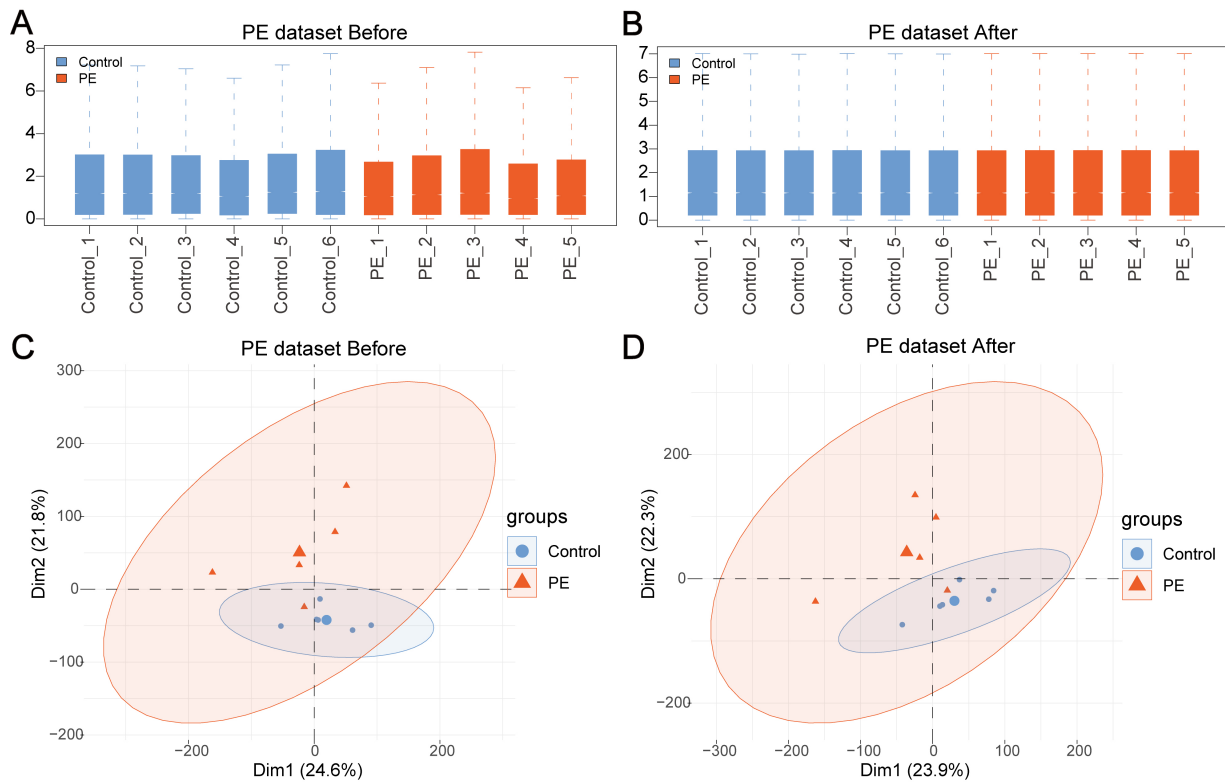 A
PE dataset Before
Control
PE
8
6
4
2
0
Control_1
Control_2
Control_3
Control_4
Control_5
Control_6
PE_1
PE_2
PE_3
PE_4
PE_5
B
PE dataset After
Control
PE
7
6
5
4
3
2
1
0
Control_1
Control_2
Control_3
Control_4
Control_5
Control_6
PE_1
PE_2
PE_3
PE_4
PE_5
C
PE dataset Before
300
200
100
0
−100
−200
Dim2 (21.8%)
−200
0
200
Dim1 (24.6%)
groups
Control
PE
D
PE dataset After
200
0
−200
Dim2 (22.3%)
−300
−200
−100
0
100
200
Dim1 (23.9%)
groups
Control
PE